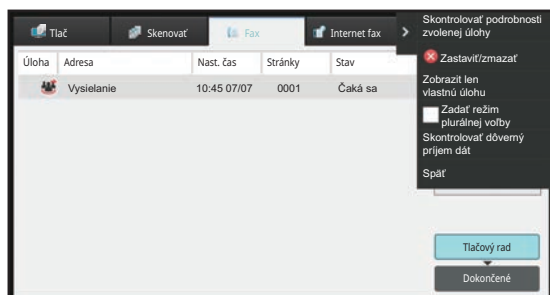 Tlač
Skenovať
Fax
Internet fax
Úloha
Adresa
Nast. čas
Stránky
Stav
Vysielanie
10:45 07/07
0001
Čaká sa
Skontrolovať podrobnosti
zvolenej úlohy
Zastaviť/zmazať
Zobrazit len
vlastnú úlohu
Zadať režim
plurálnej voľby
Skontrolovať dôverný
príjem dát
Späť
Tlačový rad
Dokončené